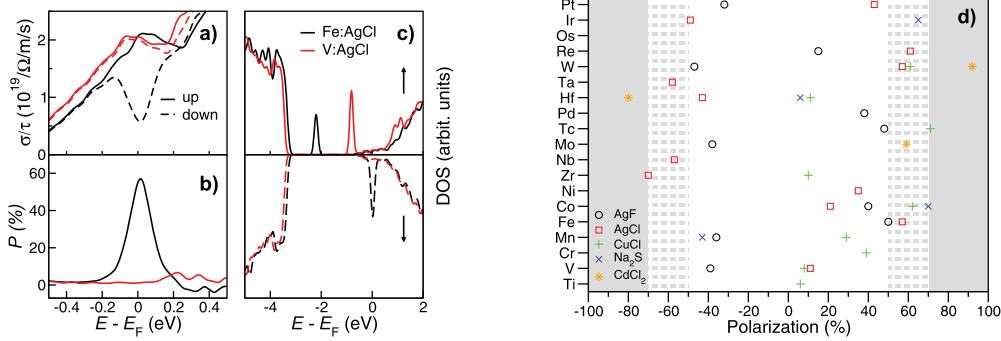 a)
2
1
0
σ/τ (10^19/Ω/m/s)
up
down
b)
60
40
20
0
P (%)
-0.4 -0.2 0 0.2 0.4
E - E_F (eV)
Fe:AgCl
V:AgCl
c)
DOS (arbit. units)
-4 -2 0 2
E - E_F (eV)
d)
Pt
Ir
Os
Re
W
Ta
Hf
Pd
Tc
Mo
Nb
Zr
Ni
Co
Fe
Mn
Cr
V
Ti
AgF
AgCl
CuCl
Na₂S
CdCl₂
-100 -80 -60 -40 -20 0 20 40 60 80 100
Polarization (%)